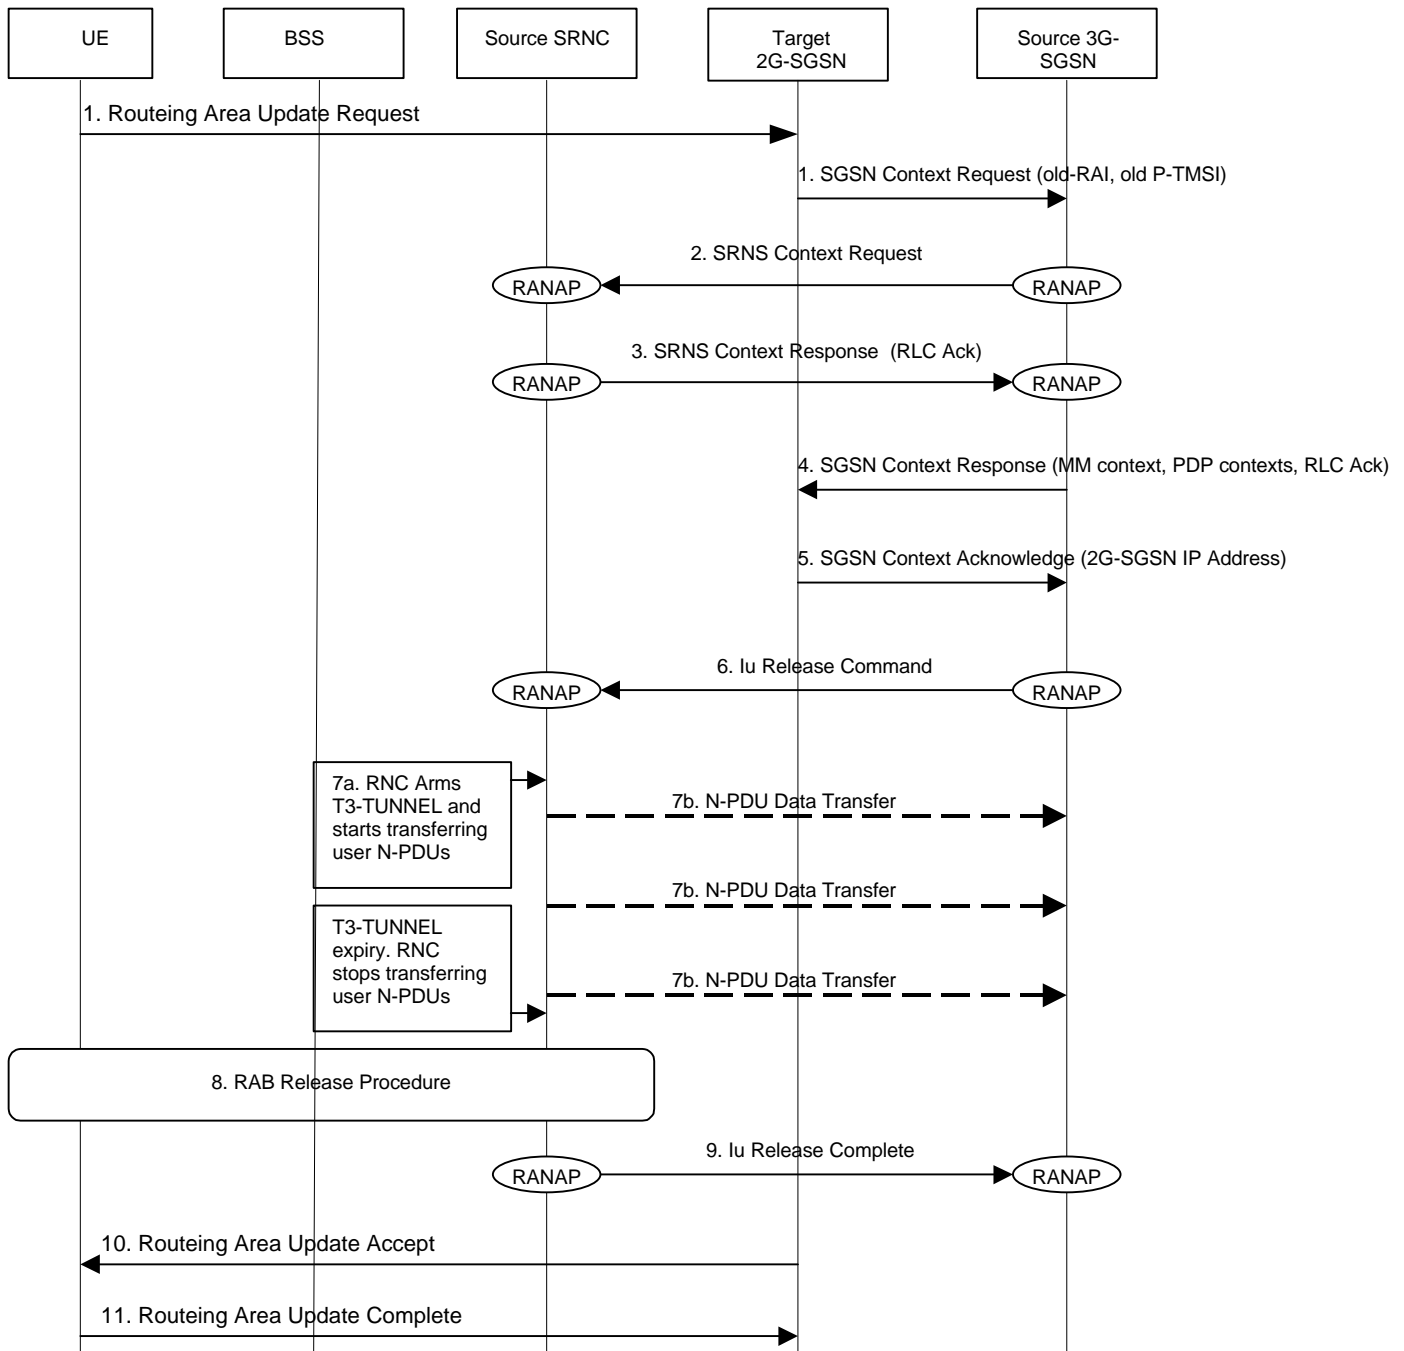 UE
BSS
Source SRNC
Target
2G-SGSN
Source 3G-
SGSN
1. Routeing Area Update Request
1. SGSN Context Request (old-RAI, old P-TMSI)
2. SRNS Context Request
RANAP
RANAP
3. SRNS Context Response (RLC Ack)
RANAP
RANAP
4. SGSN Context Response (MM context, PDP contexts, RLC Ack)
5. SGSN Context Acknowledge (2G-SGSN IP Address)
6. Iu Release Command
RANAP
RANAP
7a. RNC Arms
T3-TUNNEL and
starts transferring
user N-PDUs
7b. N-PDU Data Transfer
7b. N-PDU Data Transfer
T3-TUNNEL
expiry. RNC
stops transferring
user N-PDUs
7b. N-PDU Data Transfer
8. RAB Release Procedure
9. Iu Release Complete
RANAP
RANAP
10. Routeing Area Update Accept
11. Routeing Area Update Complete